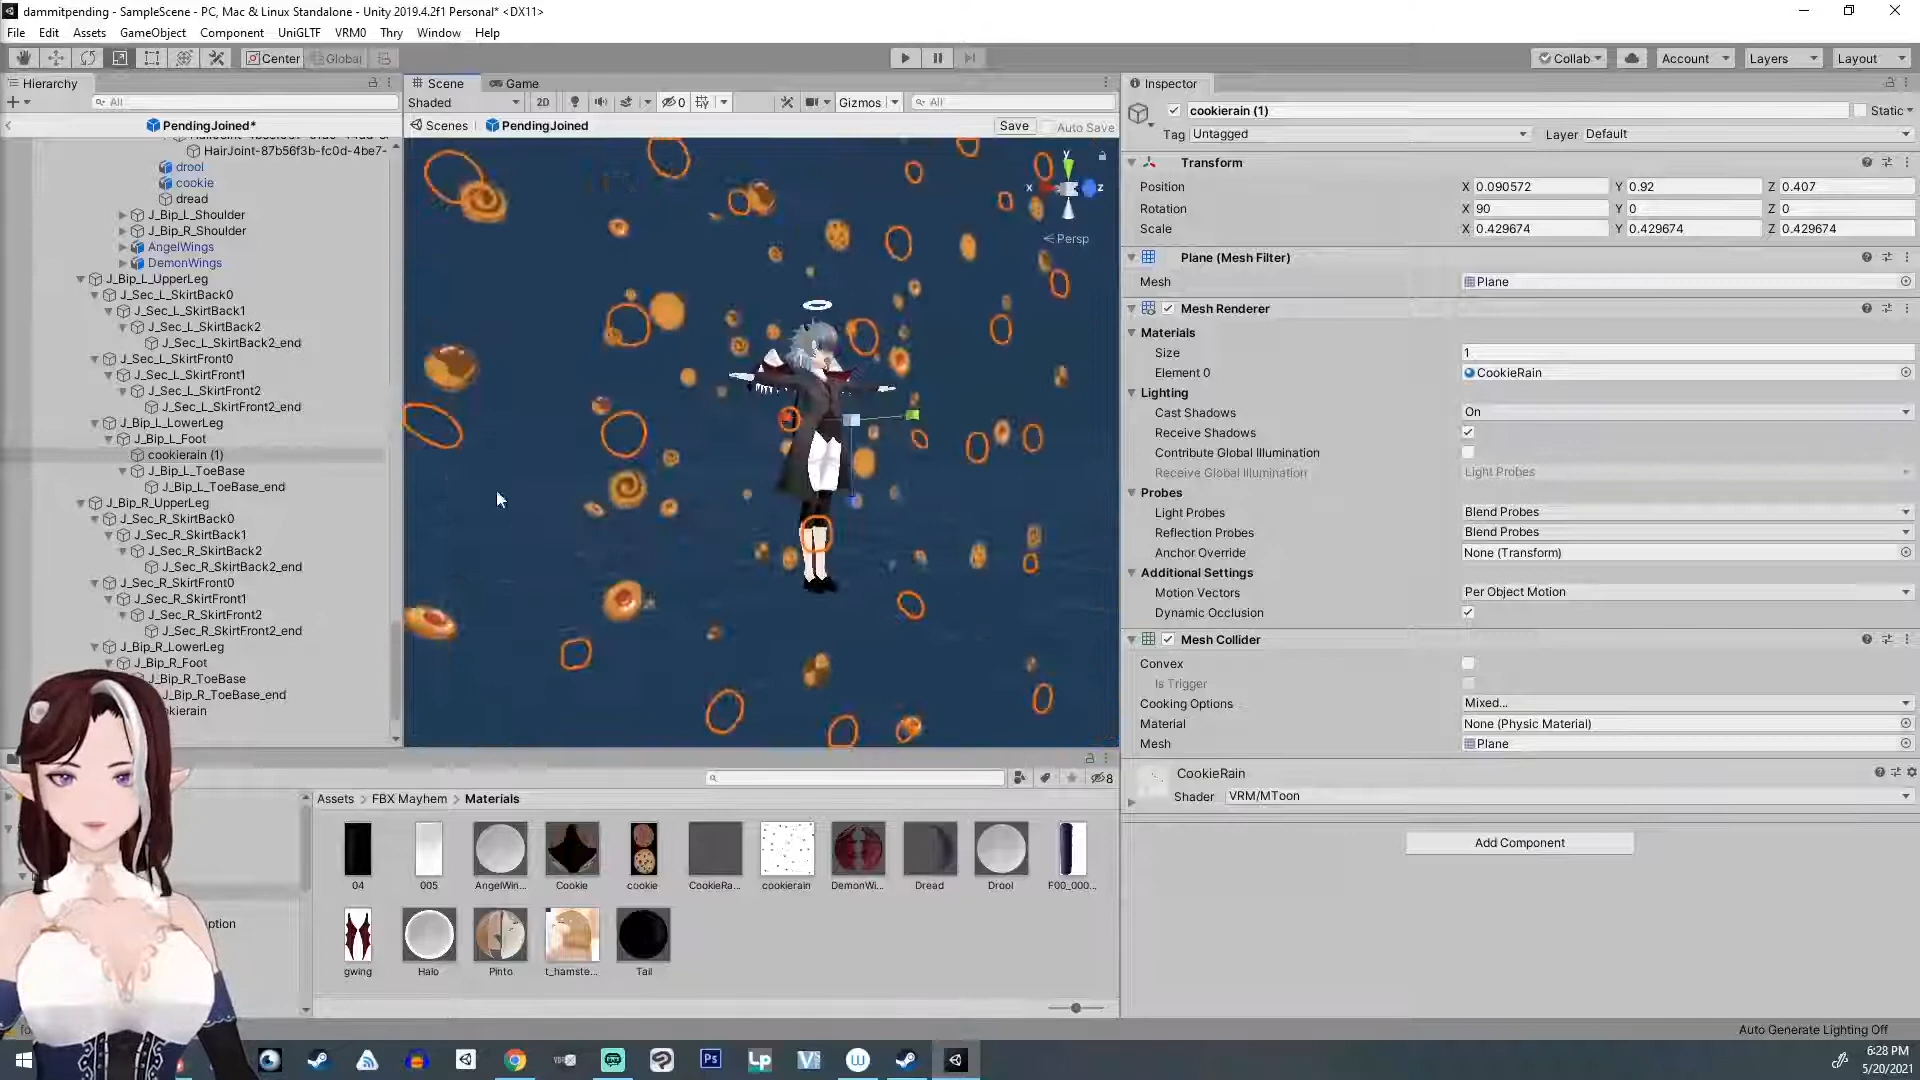 dammitpending - SampleScene - PC, Mac & Linux Standalone - Unity 2019.4.2f1 Personal* <DX11>
File Edit Assets GameObject Component UniGLTF VRM0 Thry Window Help
Center Global Collab Account Layers Layout
Hierarchy
All
PendingJoined*
HairJoint-87b56f3b-fc0d-4be7-
drool
cookie
dread
J_Bip_L_Shoulder
J_Bip_R_Shoulder
AngelWings
DemonWings
J_Bip_L_UpperLeg
J_Sec_L_SkirtBack0
J_Sec_L_SkirtBack1
J_Sec_L_SkirtBack2
J_Sec_L_SkirtBack2_end
J_Sec_L_SkirtFront0
J_Sec_L_SkirtFront1
J_Sec_L_SkirtFront2
J_Sec_L_SkirtFront2_end
J_Bip_L_LowerLeg
J_Bip_L_Foot
cookierain (1)
J_Bip_L_ToeBase
J_Bip_L_ToeBase_end
J_Bip_R_UpperLeg
J_Sec_R_SkirtBack0
J_Sec_R_SkirtBack1
J_Sec_R_SkirtBack2
J_Sec_R_SkirtBack2_end
J_Sec_R_SkirtFront0
J_Sec_R_SkirtFront1
J_Sec_R_SkirtFront2
J_Sec_R_SkirtFront2_end
J_Bip_R_LowerLeg
J_Bip_R_Foot
J_Bip_R_ToeBase
J_Bip_R_ToeBase_end
okierain
Scene Game
Shaded 2D 0 Gizmos All
Scenes PendingJoined Save Auto Save
y
x z
Persp
Inspector
cookierain (1) Static
Tag Untagged Layer Default
Transform
Position X 0.090572 Y 0.92 Z 0.407
Rotation X 90 Y 0 Z 0
Scale X 0.429674 Y 0.429674 Z 0.429674
Plane (Mesh Filter)
Mesh Plane
Mesh Renderer
Materials
Size 1
Element 0 CookieRain
Lighting
Cast Shadows On
Receive Shadows
Contribute Global Illumination
Receive Global Illumination Light Probes
Probes
Light Probes Blend Probes
Reflection Probes Blend Probes
Anchor Override None (Transform)
Additional Settings
Motion Vectors Per Object Motion
Dynamic Occlusion
Mesh Collider
Convex
Is Trigger
Cooking Options Mixed...
Material None (Physic Material)
Mesh Plane
CookieRain
Shader VRM/MToon
Add Component
8
Assets > FBX Mayhem > Materials
04 005 AngelWin... Cookie cookie CookieRa... cookierain DemonWi... Dread Drool F00_000...
gwing Halo Pinto t_hamste... Tail
ption
Auto Generate Lighting Off
Ps Lp
6:28 PM
5/20/2021